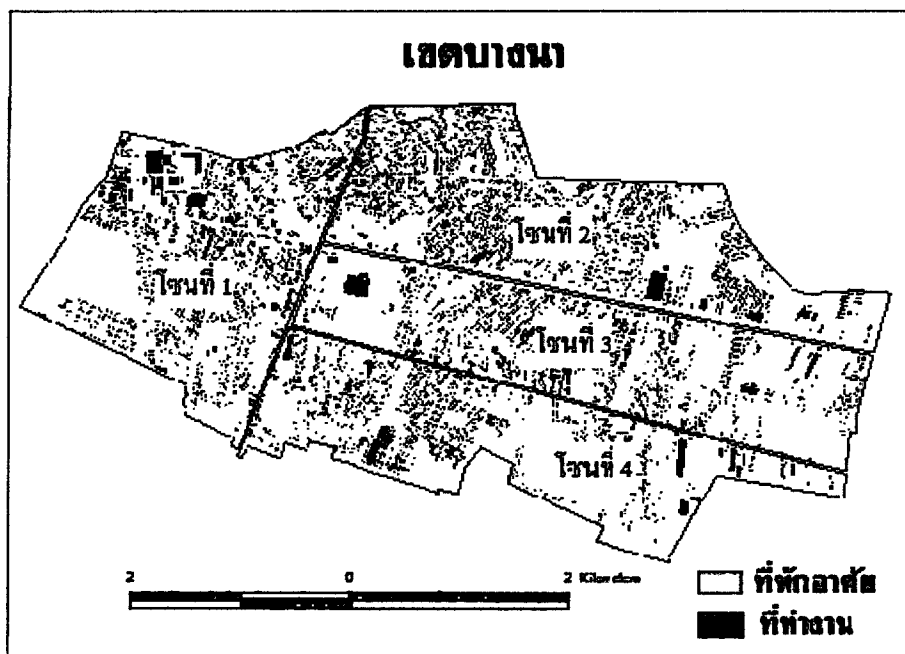 เขตบางนา
โซนที่ 2
โซนที่ 1
โซนที่ 3
โซนที่ 4
2 0 2 Kilometers
ที่พักอาศัย
ที่ทำงาน